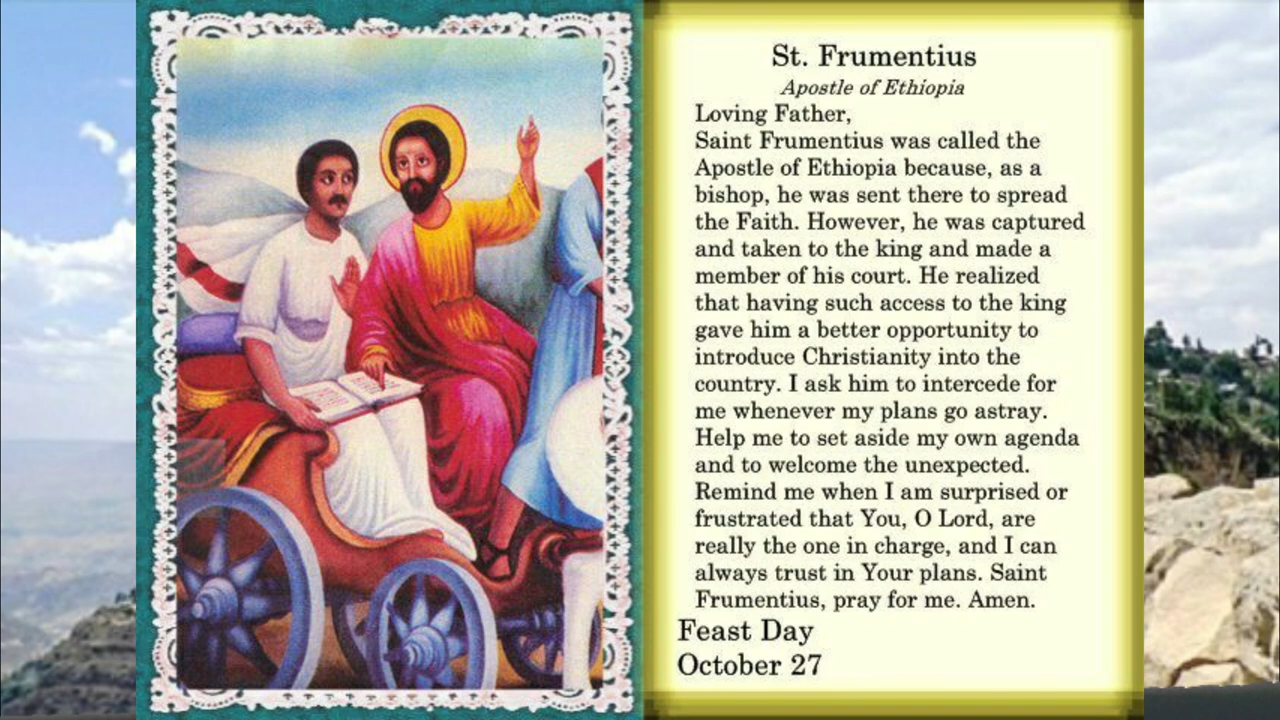 St. Frumentius
Apostle of Ethiopia
Loving Father,
Saint Frumentius was called the
Apostle of Ethiopia because, as a
bishop, he was sent there to spread
the Faith. However, he was captured
and taken to the king and made a
member of his court. He realized
that having such access to the king
gave him a better opportunity to
introduce Christianity into the
country. I ask him to intercede for
me whenever my plans go astray.
Help me to set aside my own agenda
and to welcome the unexpected.
Remind me when I am surprised or
frustrated that You, O Lord, are
really the one in charge, and I can
always trust in Your plans. Saint
Frumentius, pray for me. Amen.
Feast Day
October 27